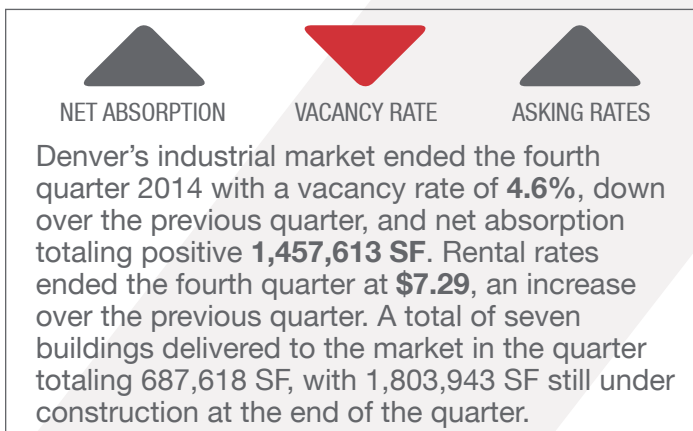 NET ABSORPTION VACANCY RATE ASKING RATES
Denver's industrial market ended the fourth
quarter 2014 with a vacancy rate of 4.6%, down
over the previous quarter, and net absorption
totaling positive 1,457,613 SF. Rental rates
ended the fourth quarter at $7.29, an increase
over the previous quarter. A total of seven
buildings delivered to the market in the quarter
totaling 687,618 SF, with 1,803,943 SF still under
construction at the end of the quarter.